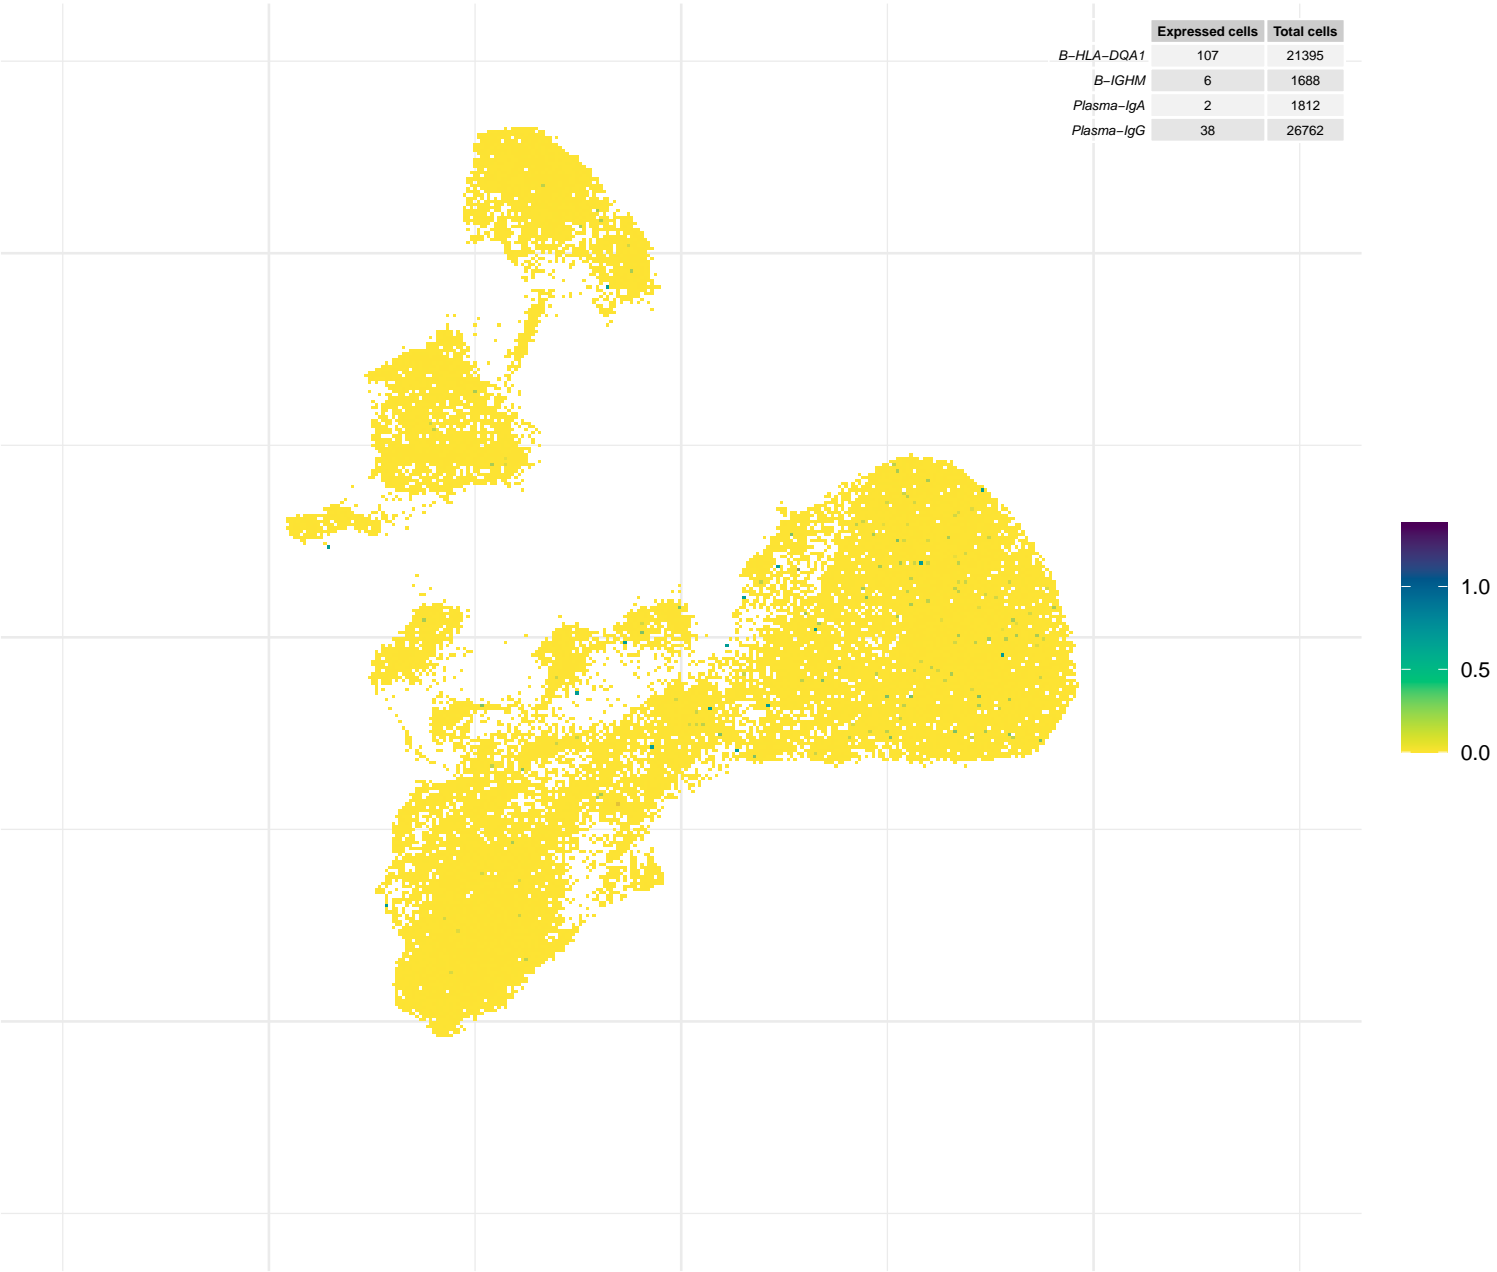 Expressed cells Total cells
B−HLA−DQA1 107 21395
B−IGHM 6 1688
Plasma−IgA 2 1812
Plasma−IgG 38 26762
1.0
0.5
0.0